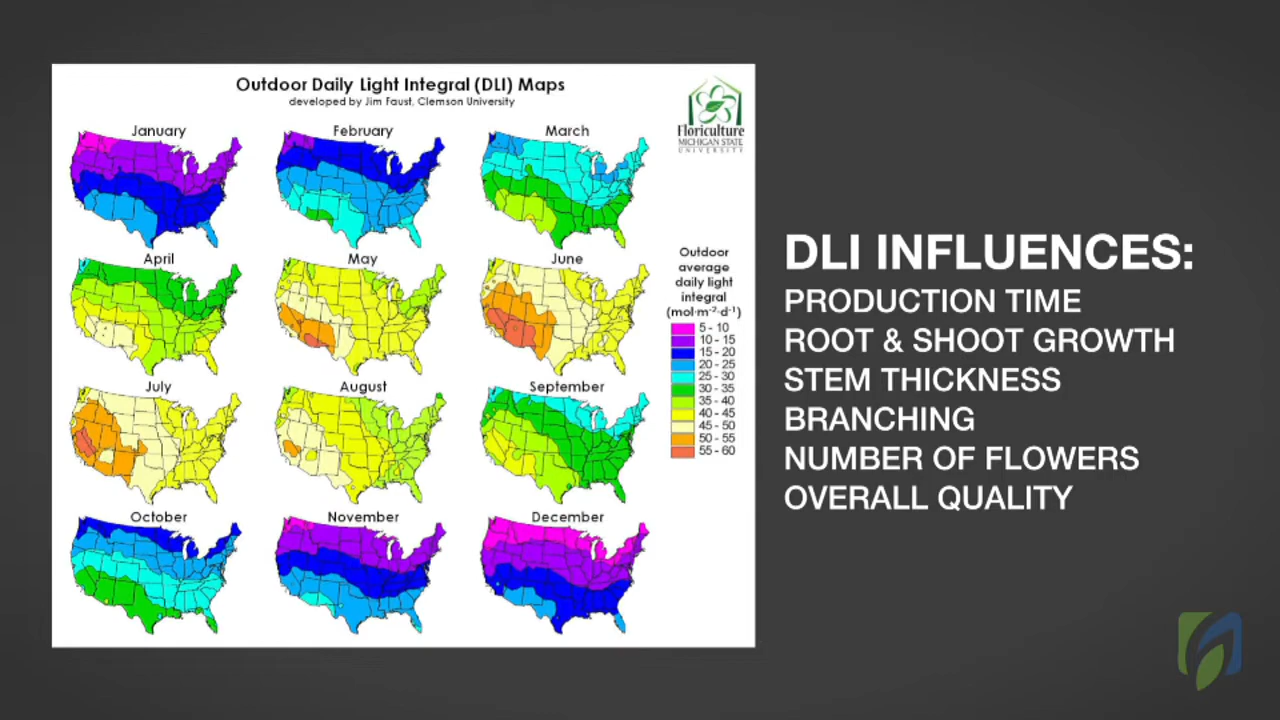 Outdoor Daily Light Integral (DLI) Maps
developed by Jim Faust, Clemson University
Floriculture
MICHIGAN STATE
UNIVERSITY
January
February
March
April
May
June
July
August
September
October
November
December
Outdoor
average
daily light
integral
(mol·m⁻²·d⁻¹)
5 - 10
10 - 15
15 - 20
20 - 25
25 - 30
30 - 35
35 - 40
40 - 45
45 - 50
50 - 55
55 - 60
DLI INFLUENCES:
PRODUCTION TIME
ROOT & SHOOT GROWTH
STEM THICKNESS
BRANCHING
NUMBER OF FLOWERS
OVERALL QUALITY